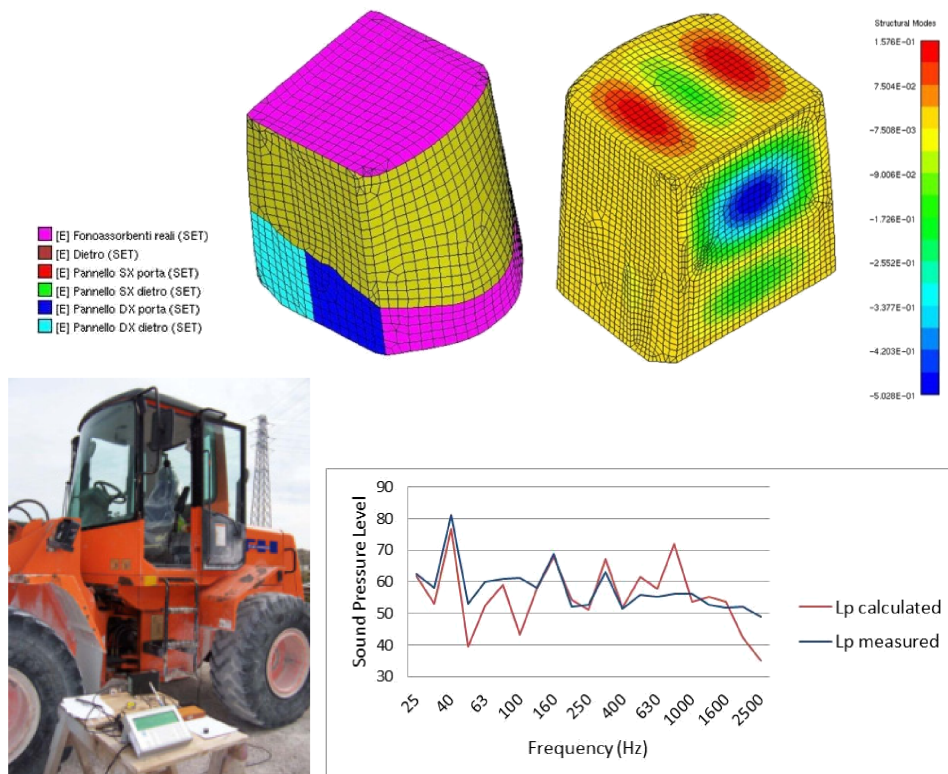 Structural Modes
1.576E-01
7.504E-02
-7.508E-03
-9.006E-02
-1.726E-01
-2.552E-01
-3.377E-01
-4.203E-01
-5.028E-01
[E] Fonoassorbenti reali (SET)
[E] Dietro (SET)
[E] Pannello SX porta (SET)
[E] Pannello SX dietro (SET)
[E] Pannello DX porta (SET)
[E] Pannello DX dietro (SET)
Sound Pressure Level
90
80
70
60
50
40
30
25
40
63
100
160
250
400
630
1000
1600
2500
Frequency (Hz)
Lp calculated
Lp measured